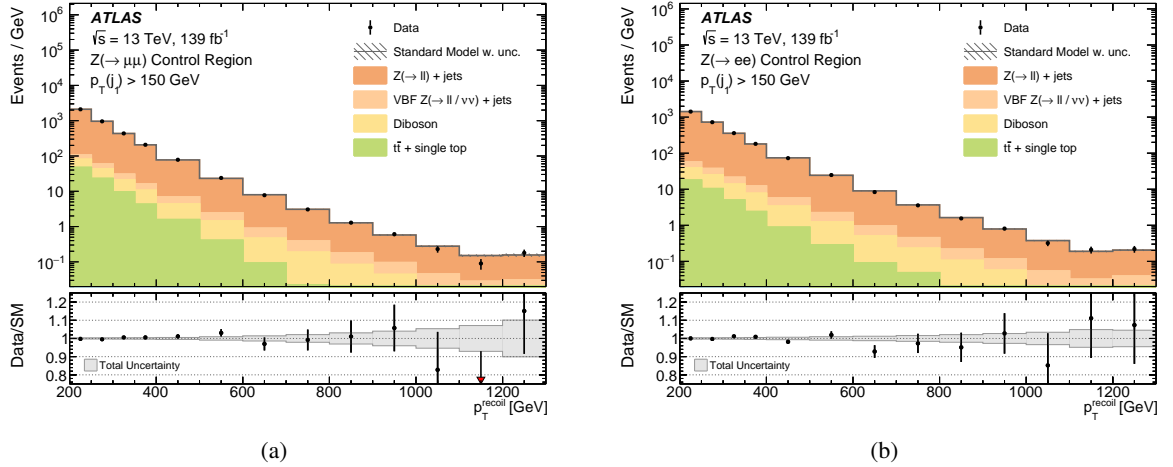 ATLAS
√s = 13 TeV, 139 fb⁻¹
Z(→ μμ) Control Region
p_T(j_1) > 150 GeV
Data
Standard Model w. unc.
Z(→ ll) + jets
VBF Z(→ ll / νν) + jets
Diboson
tt̄ + single top
Events / GeV
10⁶
10⁵
10⁴
10³
10²
10
1
10⁻¹
Data/SM
1.2
1.1
1.0
0.9
0.8
Total Uncertainty
200 400 600 800 1000 1200
p_T^recoil [GeV]
(a)
ATLAS
√s = 13 TeV, 139 fb⁻¹
Z(→ ee) Control Region
p_T(j_1) > 150 GeV
Data
Standard Model w. unc.
Z(→ ll) + jets
VBF Z(→ ll / νν) + jets
Diboson
tt̄ + single top
Events / GeV
10⁶
10⁵
10⁴
10³
10²
10
1
10⁻¹
Data/SM
1.2
1.1
1.0
0.9
0.8
Total Uncertainty
200 400 600 800 1000 1200
p_T^recoil [GeV]
(b)